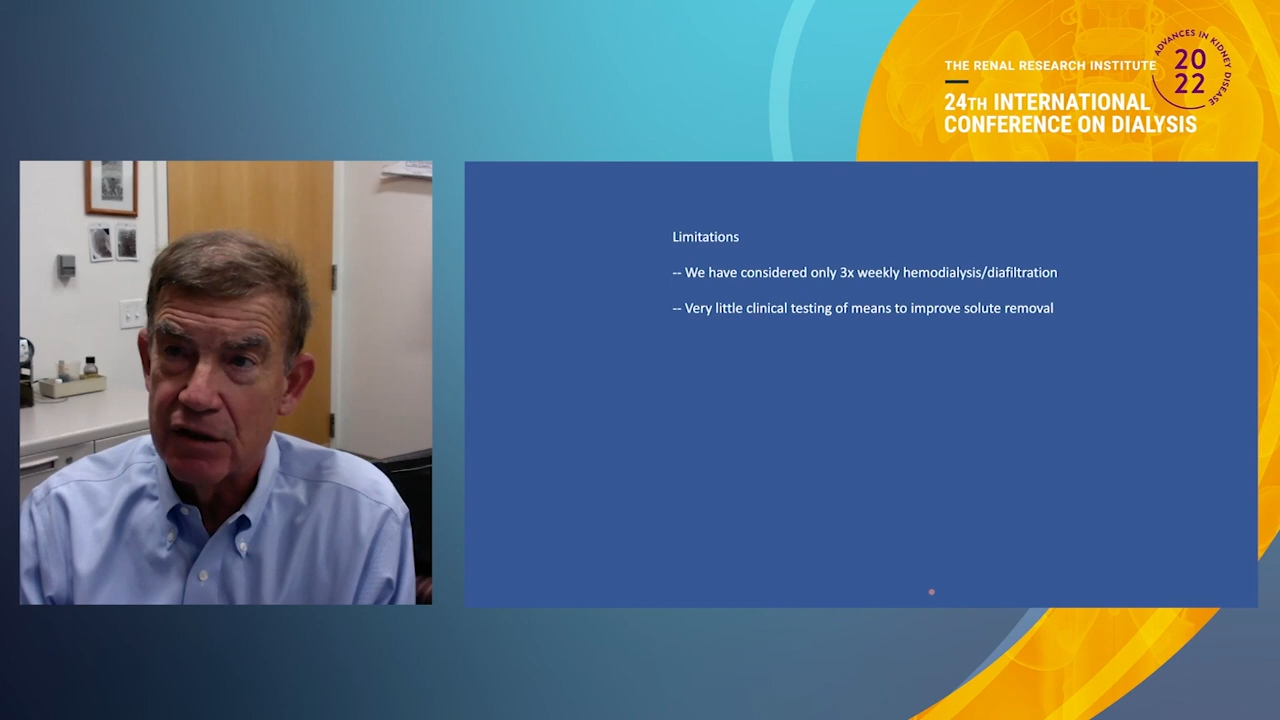 THE RENAL RESEARCH INSTITUTE
24TH INTERNATIONAL
CONFERENCE ON DIALYSIS
ADVANCES IN KIDNEY DISEASE
20
22
Limitations
-- We have considered only 3x weekly hemodialysis/diafiltration
-- Very little clinical testing of means to improve solute removal